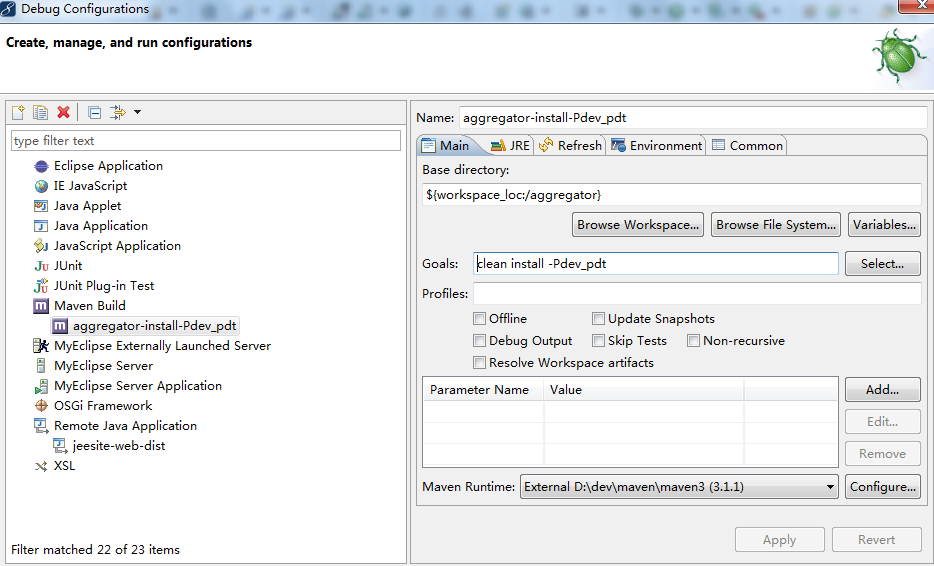 Debug Configurations
Create, manage, and run configurations
type filter text
Eclipse Application
IE JavaScript
Java Applet
Java Application
JavaScript Application
JUnit
JUnit Plug-in Test
Maven Build
aggregator-install-Pdev_pdt
MyEclipse Externally Launched Server
MyEclipse Server
MyEclipse Server Application
OSGi Framework
Remote Java Application
jeesite-web-dist
XSL
Filter matched 22 of 23 items
Name: aggregator-install-Pdev_pdt
Main JRE Refresh Environment Common
Base directory:
${workspace_loc:/aggregator}
Browse Workspace... Browse File System... Variables...
Goals: clean install -Pdev_pdt Select...
Profiles:
Offline Update Snapshots
Debug Output Skip Tests Non-recursive
Resolve Workspace artifacts
Parameter Name Value Add...
Edit...
Remove
Maven Runtime: External D:\dev\maven\maven3 (3.1.1) Configure...
Apply Revert